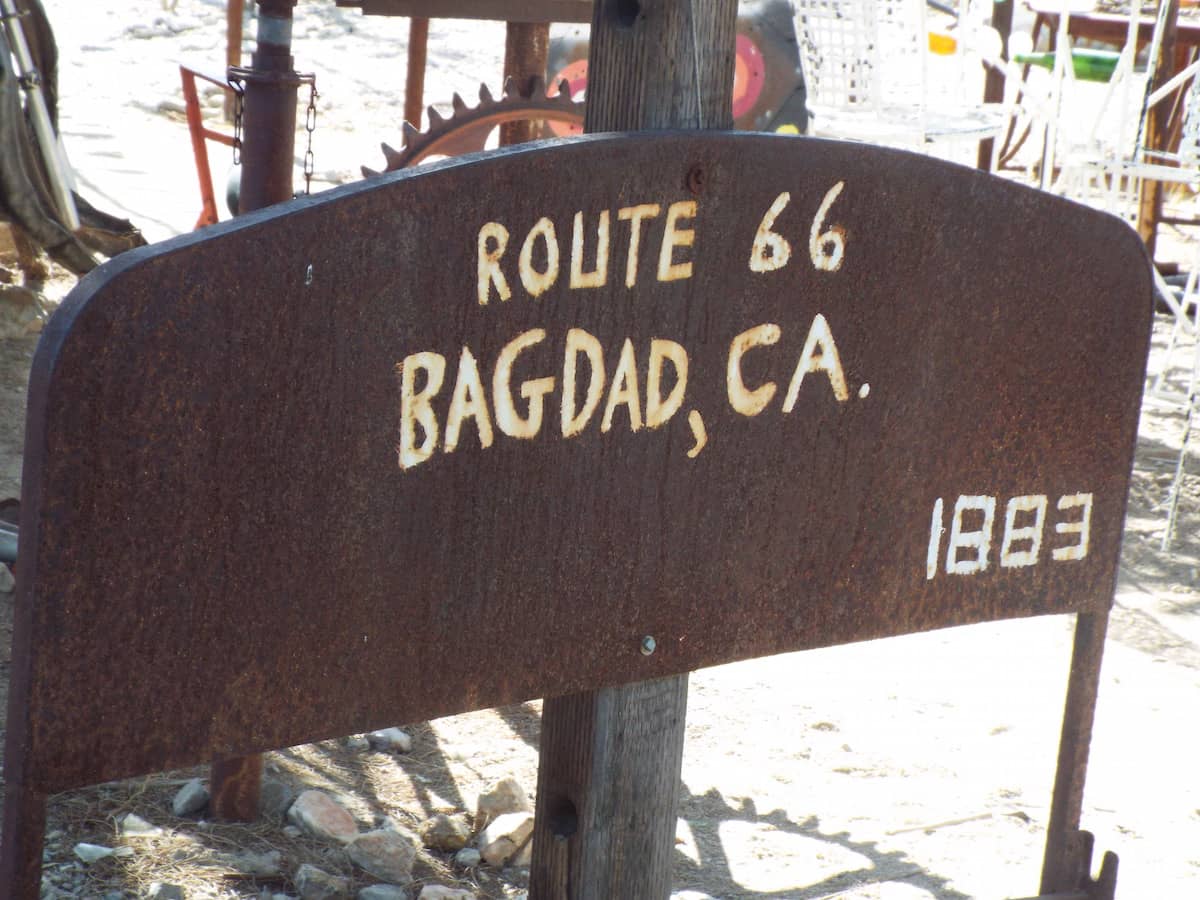 ROUTE 66
BAGDAD, CA.
1883